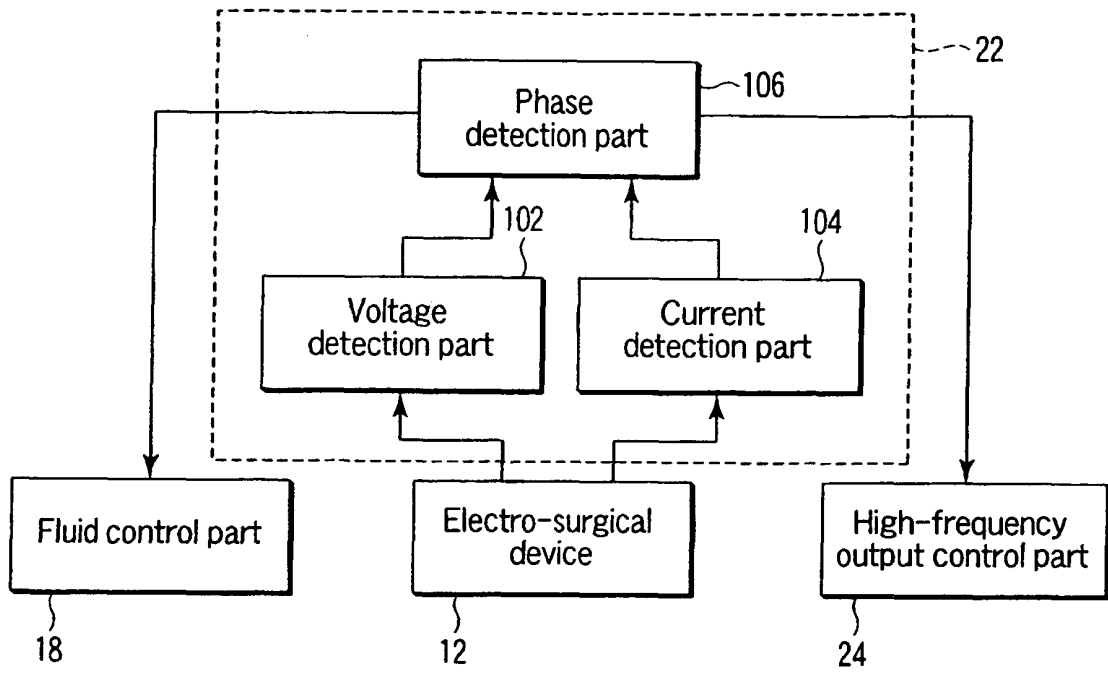 22
106
Phase
detection part
102
104
Voltage
detection part
Current
detection part
Fluid control part
Electro-surgical
device
High-frequency
output control part
18
12
24